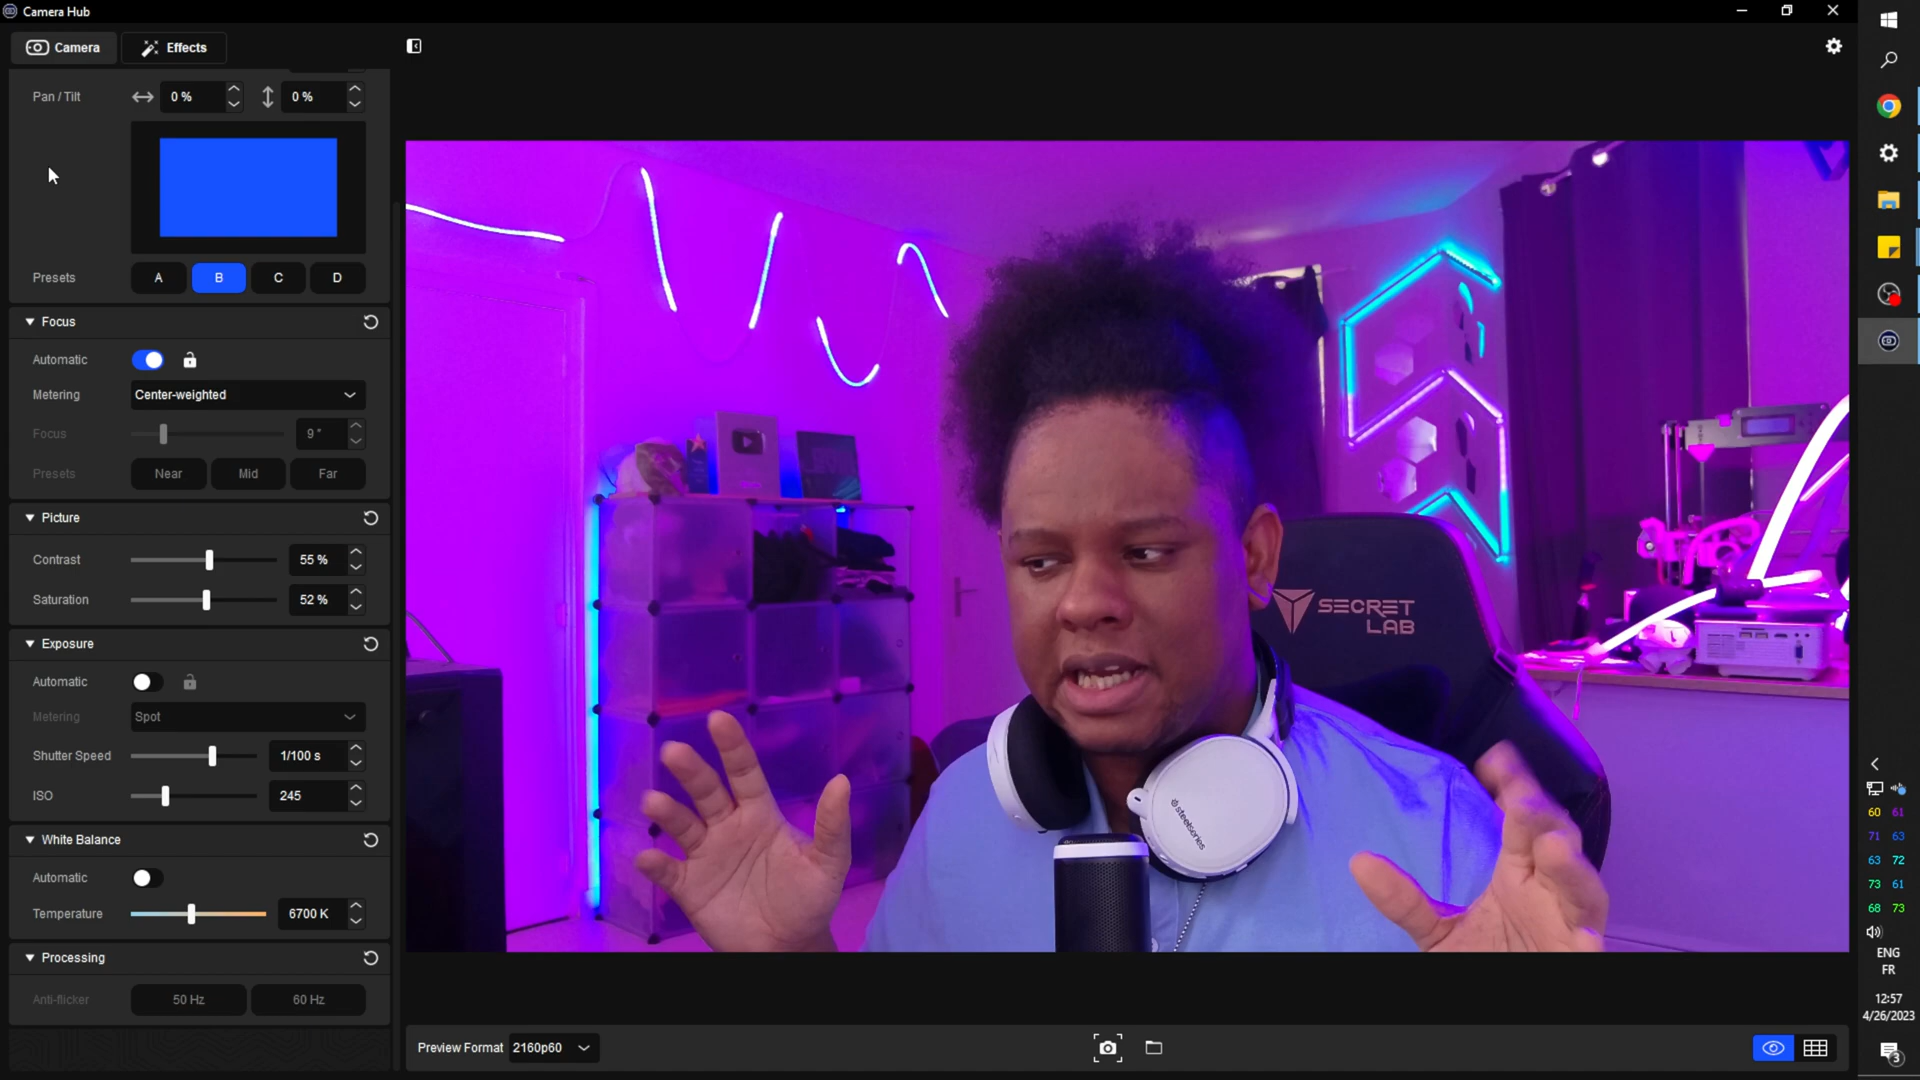 Camera Hub
Camera
Effects
Pan / Tilt
0 %
0 %
Presets
A
B
C
D
Focus
Automatic
Metering
Center-weighted
Focus
9"
Presets
Near
Mid
Far
Picture
Contrast
55 %
Saturation
52 %
Exposure
Automatic
Metering
Spot
Shutter Speed
1/100 s
ISO
245
White Balance
Automatic
Temperature
6700 K
Processing
Anti-flicker
50 Hz
60 Hz
SECRET
LAB
steelseries
Preview Format
2160p60
60 61
71 63
63 72
73 61
68 73
ENG
FR
12:57
4/26/2023
3